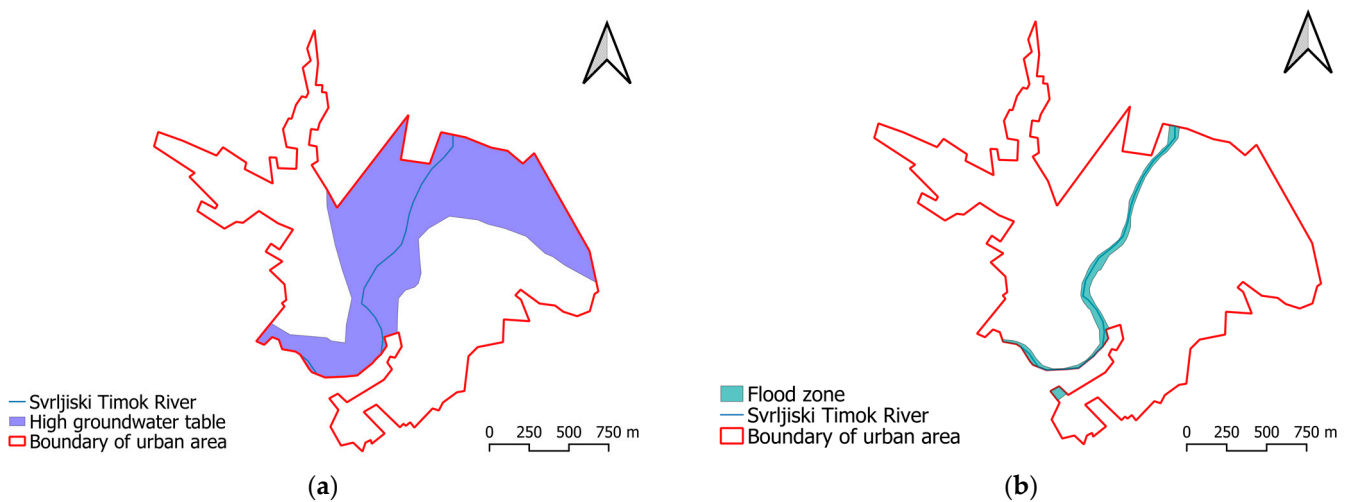 Svrljiski Timok River
High groundwater table
Boundary of urban area
0 250 500 750 m
(a)
Flood zone
Svrljiski Timok River
Boundary of urban area
0 250 500 750 m
(b)